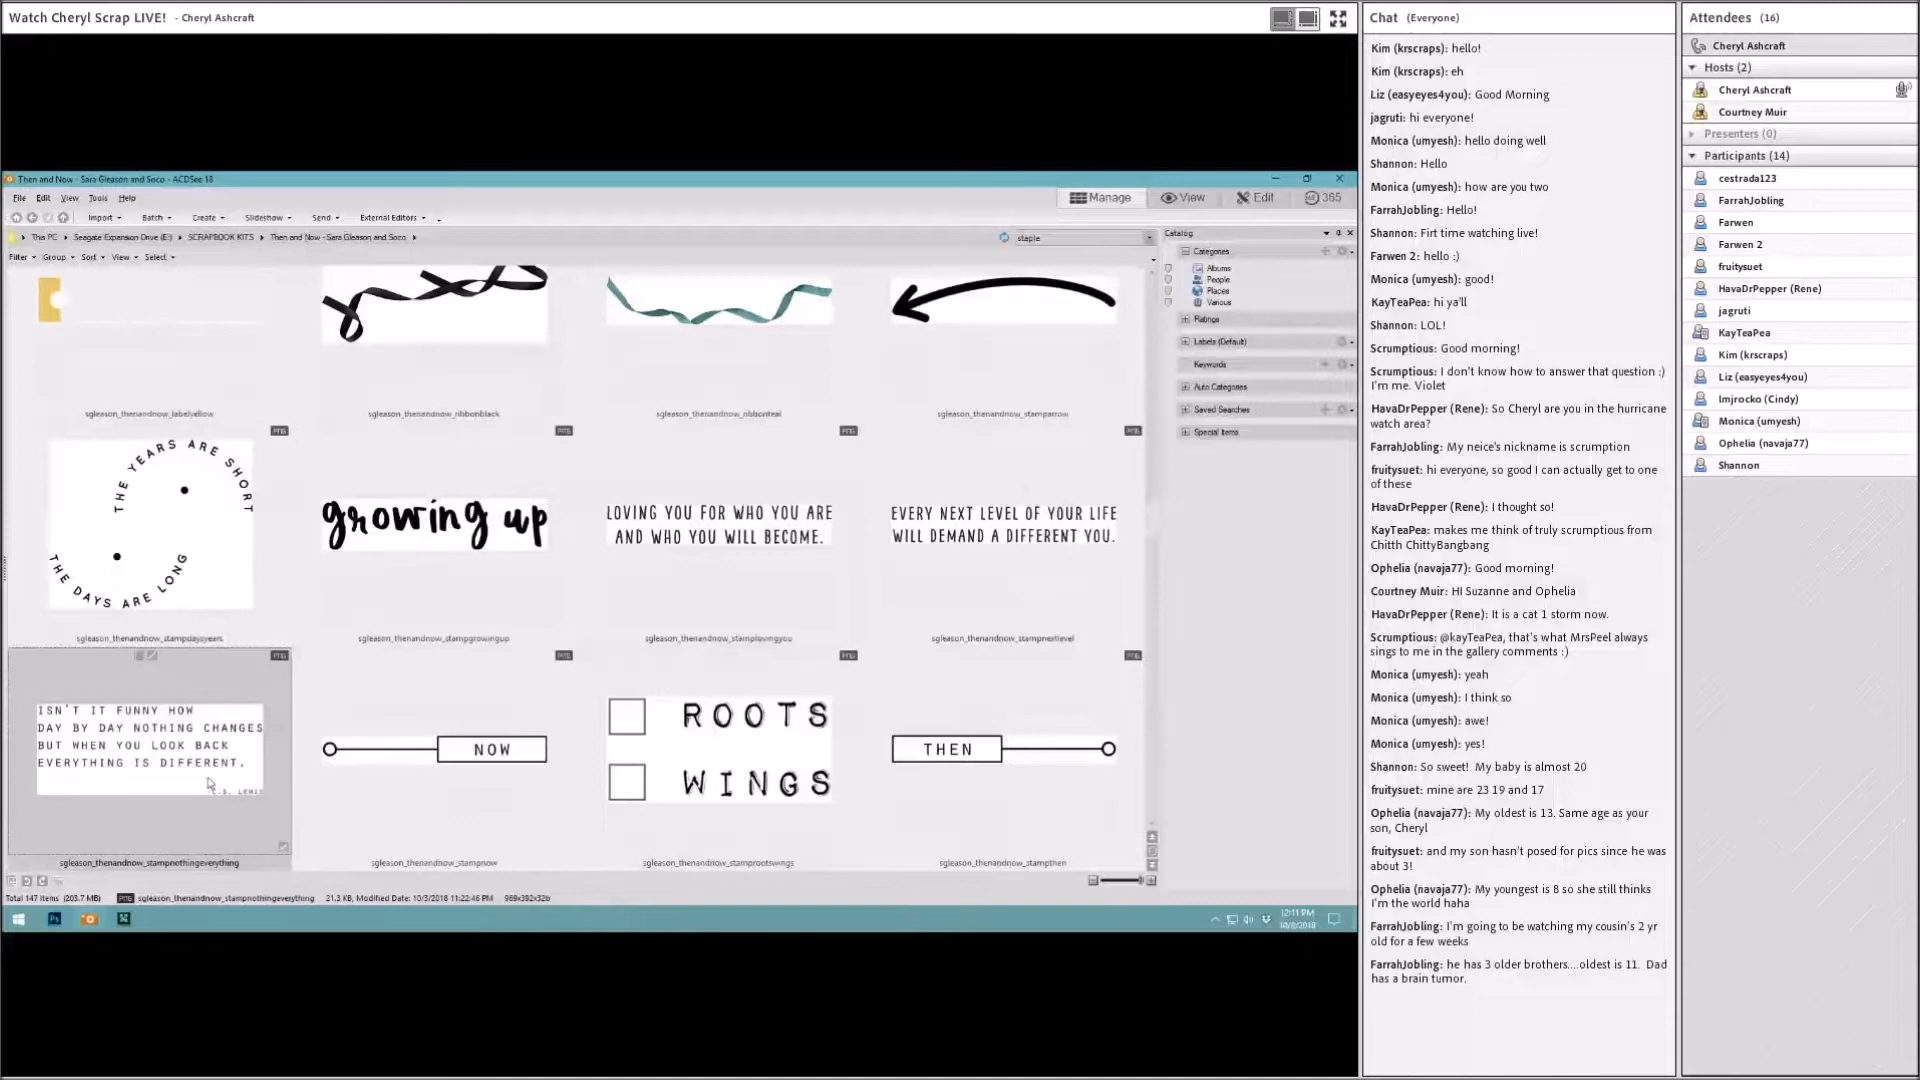 Watch Cheryl Scrap LIVE! - Cheryl Ashcraft
Then and Now - Sara Gleason and Soco - ACDSee 18
File Edit View Tools Help
Manage View Edit 365
Import Batch Create Slideshow Send External Editors
This PC Seagate Expansion Drive (E:) SCRAPBOOK KITS Then and Now - Sara Gleason and Soco
staple
Filter Group Sort View Select
sgleason_thenandnow_labelyellow
sgleason_thenandnow_ribbonblack
sgleason_thenandnow_ribbonteal
sgleason_thenandnow_stamparrow
PNG
PNG
PNG
PNG
THE YEARS ARE SHORT
THE DAYS ARE LONG
growing up
LOVING YOU FOR WHO YOU ARE
AND WHO YOU WILL BECOME.
EVERY NEXT LEVEL OF YOUR LIFE
WILL DEMAND A DIFFERENT YOU.
sgleason_thenandnow_stampdaysyears
sgleason_thenandnow_stampgrowingup
sgleason_thenandnow_stamplovingyou
sgleason_thenandnow_stampnextlevel
PNG
PNG
PNG
PNG
ISN'T IT FUNNY HOW
DAY BY DAY NOTHING CHANGES
BUT WHEN YOU LOOK BACK
EVERYTHING IS DIFFERENT.
C.S. LEWIS
NOW
ROOTS
WINGS
THEN
sgleason_thenandnow_stampnothingeverything
sgleason_thenandnow_stampnow
sgleason_thenandnow_stamprootswings
sgleason_thenandnow_stampthen
Total 147 items (203.7 MB) PNG sgleason_thenandnow_stampnothingeverything 21.3 KB, Modified Date: 10/3/2018 11:22:46 PM 969x392x32b
12:11 PM
10/8/2018
Catalog
Categories
Albums
People
Places
Various
Ratings
Labels (Default)
Keywords
Auto Categories
Saved Searches
Special Items
Chat (Everyone)
Kim (krscraps): hello!
Kim (krscraps): eh
Liz (easyeyes4you): Good Morning
jagruti: hi everyone!
Monica (umyesh): hello doing well
Shannon: Hello
Monica (umyesh): how are you two
FarrahJobling: Hello!
Shannon: Firt time watching live!
Farwen 2: hello :)
Monica (umyesh): good!
KayTeaPea: hi ya'll
Shannon: LOL!
Scrumptious: Good morning!
Scrumptious: I don't know how to answer that question :)
I'm me. Violet
HavaDrPepper (Rene): So Cheryl are you in the hurricane
watch area?
FarrahJobling: My neice's nickname is scrumption
fruitysuet: hi everyone, so good I can actually get to one
of these
HavaDrPepper (Rene): I thought so!
KayTeaPea: makes me think of truly scrumptious from
Chitth ChittyBangbang
Ophelia (navaja77): Good morning!
Courtney Muir: HI Suzanne and Ophelia
HavaDrPepper (Rene): It is a cat 1 storm now.
Scrumptious: @kayTeaPea, that's what MrsPeel always
sings to me in the gallery comments :)
Monica (umyesh): yeah
Monica (umyesh): I think so
Monica (umyesh): awe!
Monica (umyesh): yes!
Shannon: So sweet! My baby is almost 20
fruitysuet: mine are 23 19 and 17
Ophelia (navaja77): My oldest is 13. Same age as your
son, Cheryl
fruitysuet: and my son hasn't posed for pics since he was
about 3!
Ophelia (navaja77): My youngest is 8 so she still thinks
I'm the world haha
FarrahJobling: I'm going to be watching my cousin's 2 yr
old for a few weeks
FarrahJobling: he has 3 older brothers....oldest is 11. Dad
has a brain tumor.
Attendees (16)
Cheryl Ashcraft
Hosts (2)
Cheryl Ashcraft
Courtney Muir
Presenters (0)
Participants (14)
cestrada123
FarrahJobling
Farwen
Farwen 2
fruitysuet
HavaDrPepper (Rene)
jagruti
KayTeaPea
Kim (krscraps)
Liz (easyeyes4you)
lmjrocko (Cindy)
Monica (umyesh)
Ophelia (navaja77)
Shannon